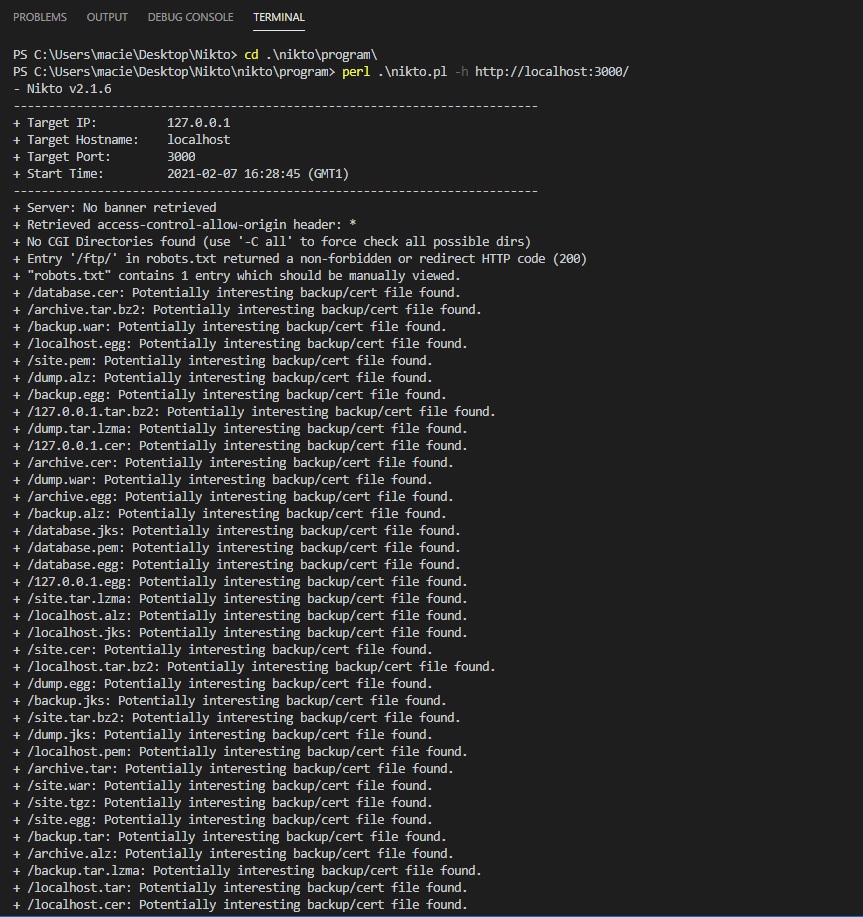 PROBLEMS OUTPUT DEBUG CONSOLE TERMINAL
PS C:\Users\macie\Desktop\Nikto> cd .\nikto\program\
PS C:\Users\macie\Desktop\Nikto\nikto\program> perl .\nikto.pl -h http://localhost:3000/
- Nikto v2.1.6
---------------------------------------------------------------------------
+ Target IP:          127.0.0.1
+ Target Hostname:    localhost
+ Target Port:        3000
+ Start Time:         2021-02-07 16:28:45 (GMT1)
---------------------------------------------------------------------------
+ Server: No banner retrieved
+ Retrieved access-control-allow-origin header: *
+ No CGI Directories found (use '-C all' to force check all possible dirs)
+ Entry '/ftp/' in robots.txt returned a non-forbidden or redirect HTTP code (200)
+ "robots.txt" contains 1 entry which should be manually viewed.
+ /database.cer: Potentially interesting backup/cert file found.
+ /archive.tar.bz2: Potentially interesting backup/cert file found.
+ /backup.war: Potentially interesting backup/cert file found.
+ /localhost.egg: Potentially interesting backup/cert file found.
+ /site.pem: Potentially interesting backup/cert file found.
+ /dump.alz: Potentially interesting backup/cert file found.
+ /backup.egg: Potentially interesting backup/cert file found.
+ /127.0.0.1.tar.bz2: Potentially interesting backup/cert file found.
+ /dump.tar.lzma: Potentially interesting backup/cert file found.
+ /127.0.0.1.cer: Potentially interesting backup/cert file found.
+ /archive.cer: Potentially interesting backup/cert file found.
+ /dump.war: Potentially interesting backup/cert file found.
+ /archive.egg: Potentially interesting backup/cert file found.
+ /backup.alz: Potentially interesting backup/cert file found.
+ /database.jks: Potentially interesting backup/cert file found.
+ /database.pem: Potentially interesting backup/cert file found.
+ /database.egg: Potentially interesting backup/cert file found.
+ /127.0.0.1.egg: Potentially interesting backup/cert file found.
+ /site.tar.lzma: Potentially interesting backup/cert file found.
+ /localhost.alz: Potentially interesting backup/cert file found.
+ /localhost.jks: Potentially interesting backup/cert file found.
+ /site.cer: Potentially interesting backup/cert file found.
+ /localhost.tar.bz2: Potentially interesting backup/cert file found.
+ /dump.egg: Potentially interesting backup/cert file found.
+ /backup.jks: Potentially interesting backup/cert file found.
+ /site.tar.bz2: Potentially interesting backup/cert file found.
+ /dump.jks: Potentially interesting backup/cert file found.
+ /localhost.pem: Potentially interesting backup/cert file found.
+ /archive.tar: Potentially interesting backup/cert file found.
+ /site.war: Potentially interesting backup/cert file found.
+ /site.tgz: Potentially interesting backup/cert file found.
+ /site.egg: Potentially interesting backup/cert file found.
+ /backup.tar: Potentially interesting backup/cert file found.
+ /archive.alz: Potentially interesting backup/cert file found.
+ /backup.tar.lzma: Potentially interesting backup/cert file found.
+ /localhost.tar: Potentially interesting backup/cert file found.
+ /localhost.cer: Potentially interesting backup/cert file found.